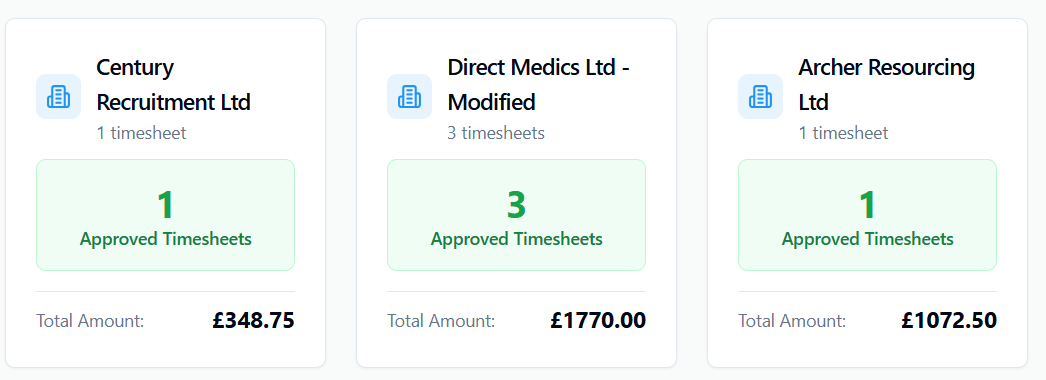 Century
Recruitment Ltd
1 timesheet
1
Approved Timesheets
Total Amount: £348.75
Direct Medics Ltd -
Modified
3 timesheets
3
Approved Timesheets
Total Amount: £1770.00
Archer Resourcing
Ltd
1 timesheet
1
Approved Timesheets
Total Amount: £1072.50